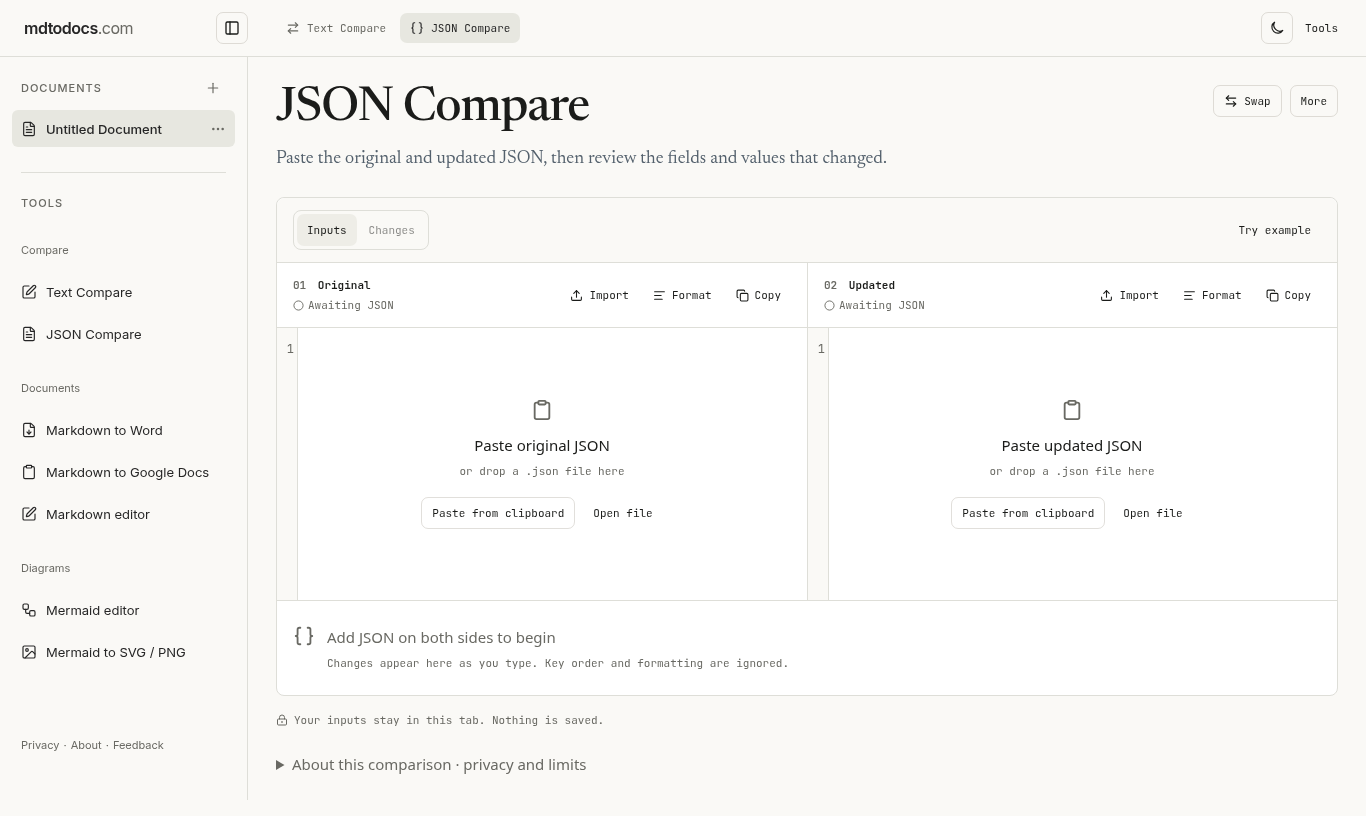 mdtodocs.com
Text Compare
JSON Compare
Tools
DOCUMENTS
Untitled Document
TOOLS
Compare
Text Compare
JSON Compare
Documents
Markdown to Word
Markdown to Google Docs
Markdown editor
Diagrams
Mermaid editor
Mermaid to SVG / PNG
Privacy · About · Feedback
JSON Compare
Swap
More
Paste the original and updated JSON, then review the fields and values that changed.
Inputs
Changes
Try example
01 Original
Awaiting JSON
Import
Format
Copy
1
Paste original JSON
or drop a .json file here
Paste from clipboard
Open file
02 Updated
Awaiting JSON
Import
Format
Copy
1
Paste updated JSON
or drop a .json file here
Paste from clipboard
Open file
Add JSON on both sides to begin
Changes appear here as you type. Key order and formatting are ignored.
Your inputs stay in this tab. Nothing is saved.
About this comparison · privacy and limits